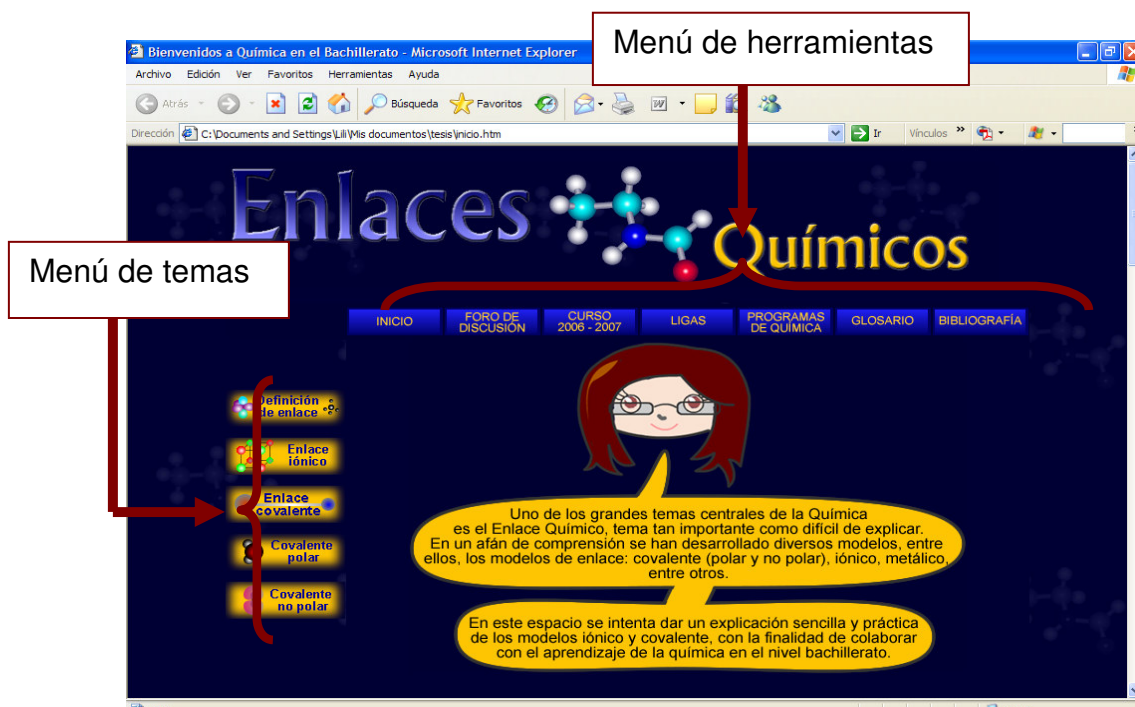 Menú de herramientas
Bienvenidos a Química en el Bachillerato - Microsoft Internet Explorer
Archivo Edición Ver Favoritos Herramientas Ayuda
Atrás Búsqueda Favoritos
Dirección C:\Documents and Settings\Lili\Mis documentos\tesis\inicio.htm Ir Vínculos »
Enlaces
Químicos
Menú de temas
INICIO
FORO DE
DISCUSIÓN
CURSO
2006 - 2007
LIGAS
PROGRAMAS
DE QUÍMICA
GLOSARIO
BIBLIOGRAFÍA
Definición
de enlace
Enlace
iónico
Enlace
covalente
Covalente
polar
Covalente
no polar
Uno de los grandes temas centrales de la Química
es el Enlace Químico, tema tan importante como difícil de explicar.
En un afán de comprensión se han desarrollado diversos modelos, entre
ellos, los modelos de enlace: covalente (polar y no polar), iónico, metálico,
entre otros.
En este espacio se intenta dar un explicación sencilla y práctica
de los modelos iónico y covalente, con la finalidad de colaborar
con el aprendizaje de la química en el nivel bachillerato.